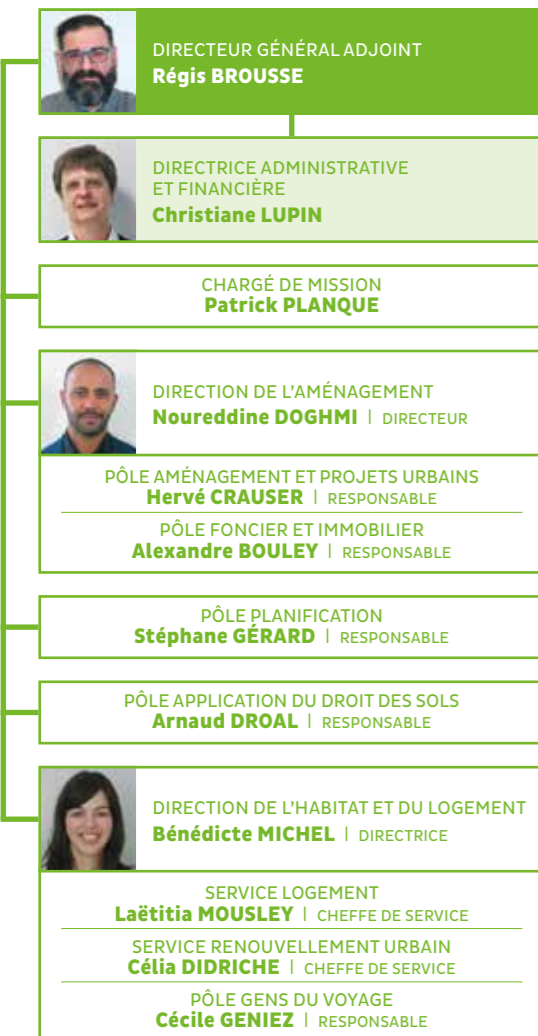 DIRECTEUR GÉNÉRAL ADJOINT
Régis BROUSSE
DIRECTRICE ADMINISTRATIVE
ET FINANCIÈRE
Christiane LUPIN
CHARGÉ DE MISSION
Patrick PLANQUE
DIRECTION DE L'AMÉNAGEMENT
Noureddine DOGHMI | DIRECTEUR
PÔLE AMÉNAGEMENT ET PROJETS URBAINS
Hervé CRAUSER | RESPONSABLE
PÔLE FONCIER ET IMMOBILIER
Alexandre BOULEY | RESPONSABLE
PÔLE PLANIFICATION
Stéphane GÉRARD | RESPONSABLE
PÔLE APPLICATION DU DROIT DES SOLS
Arnaud DROAL | RESPONSABLE
DIRECTION DE L'HABITAT ET DU LOGEMENT
Bénédicte MICHEL | DIRECTRICE
SERVICE LOGEMENT
Laëtitia MOUSLEY | CHEFFE DE SERVICE
SERVICE RENOUVELLEMENT URBAIN
Célia DIDRICHE | CHEFFE DE SERVICE
PÔLE GENS DU VOYAGE
Cécile GENIEZ | RESPONSABLE